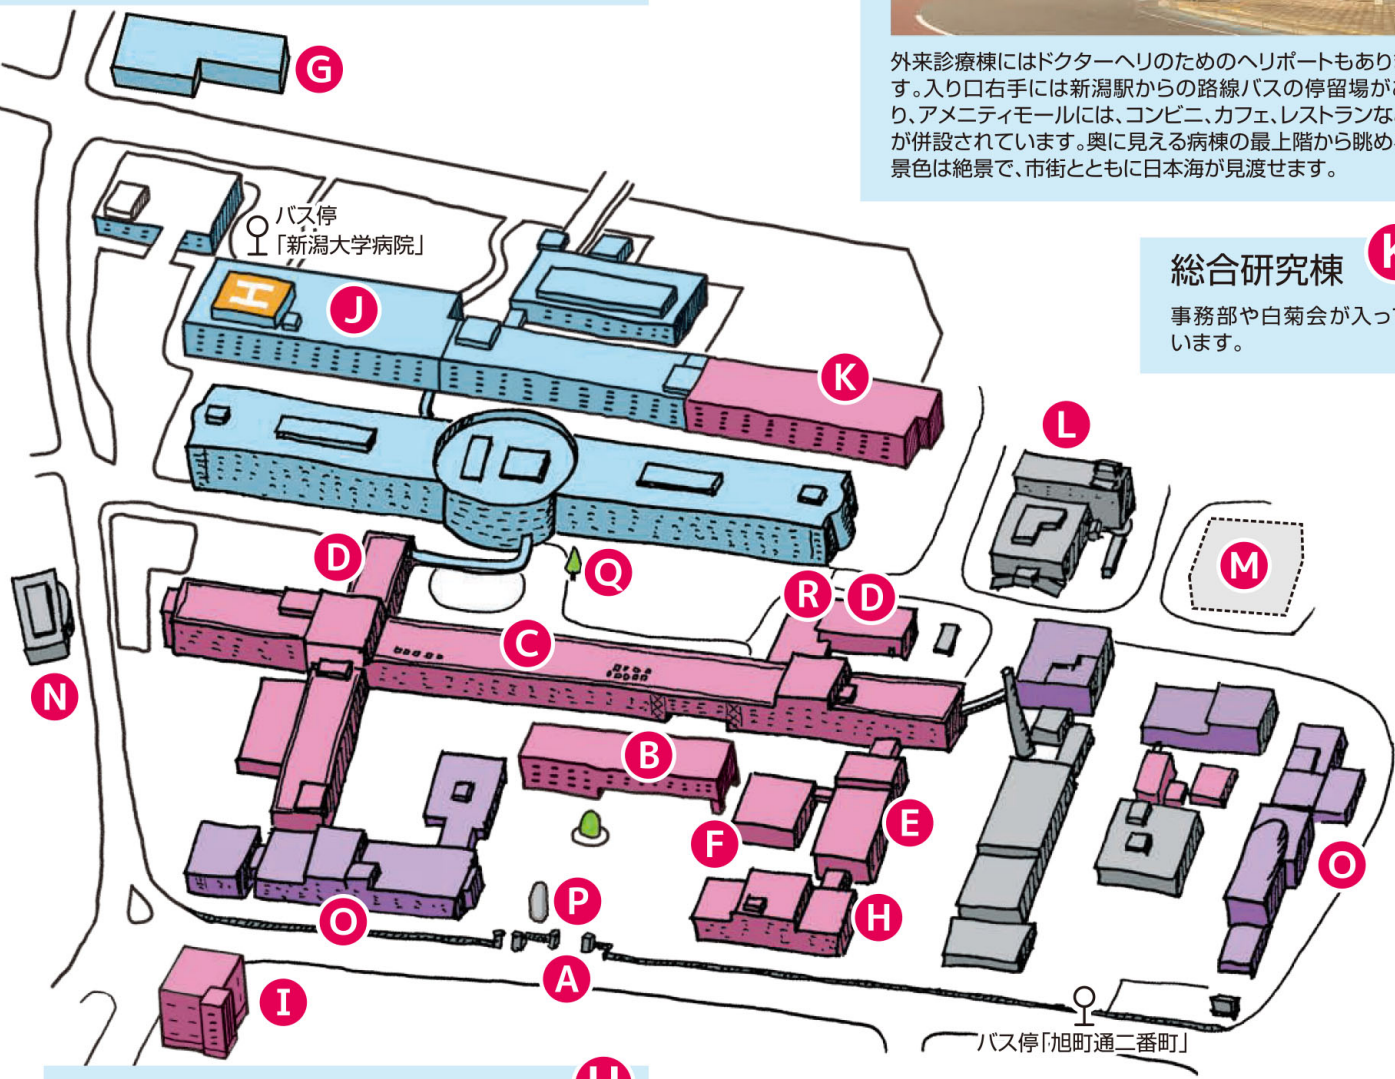 外来診療棟にはドクターヘリのためのヘリポートもあり
す。入り口右手には新潟駅からの路線バスの停留場が
り、アメニティモールには、コンビニ、カフェ、レストランな
が併設されています。奥に見える病棟の最上階から眺め
景色は絶景で、市街とともに日本海が見渡せます。
G
バス停
「新潟大学病院」
総合研究棟
事務部や白菊会が入って
います。
H
J
K
L
D
Q
R
D
M
C
N
B
F
E
O
P
H
O
A
I
バス停「旭町通二番町」